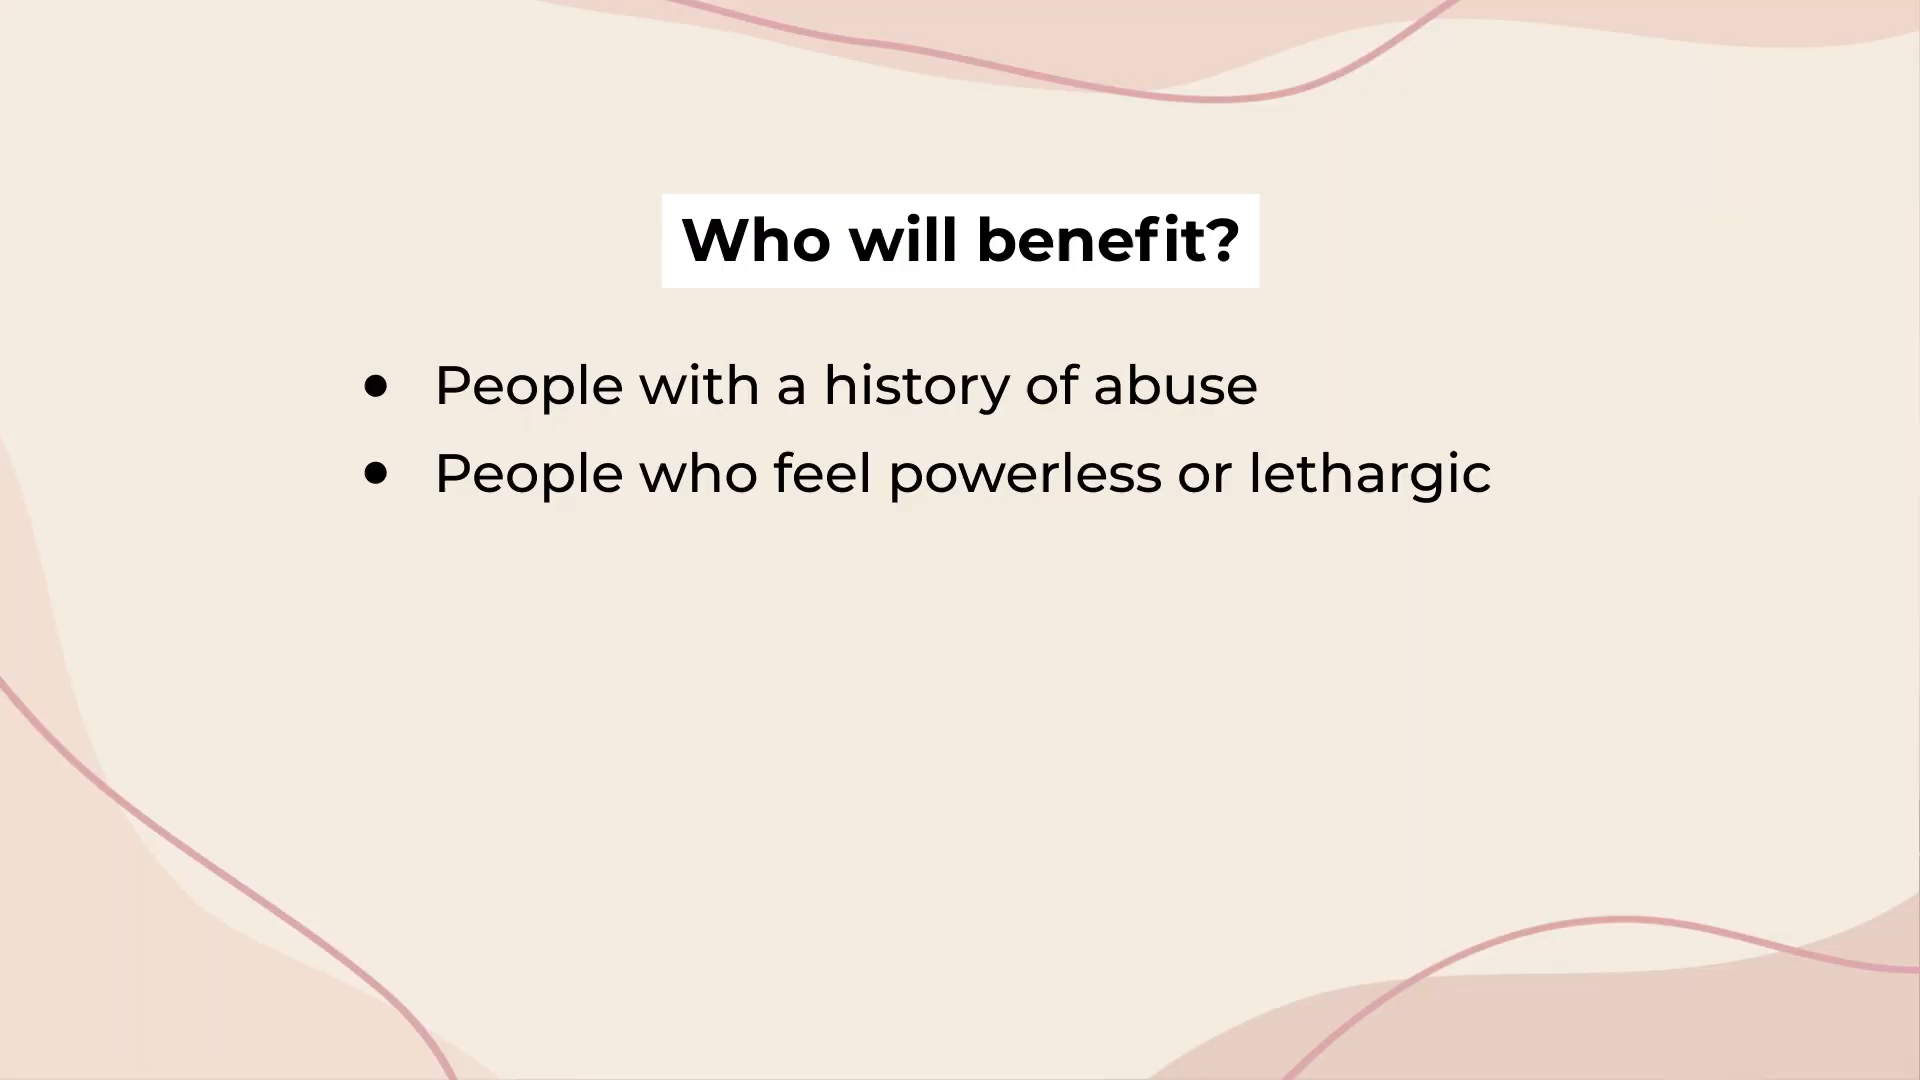 Who will benefit?
● People with a history of abuse
● People who feel powerless or lethargic